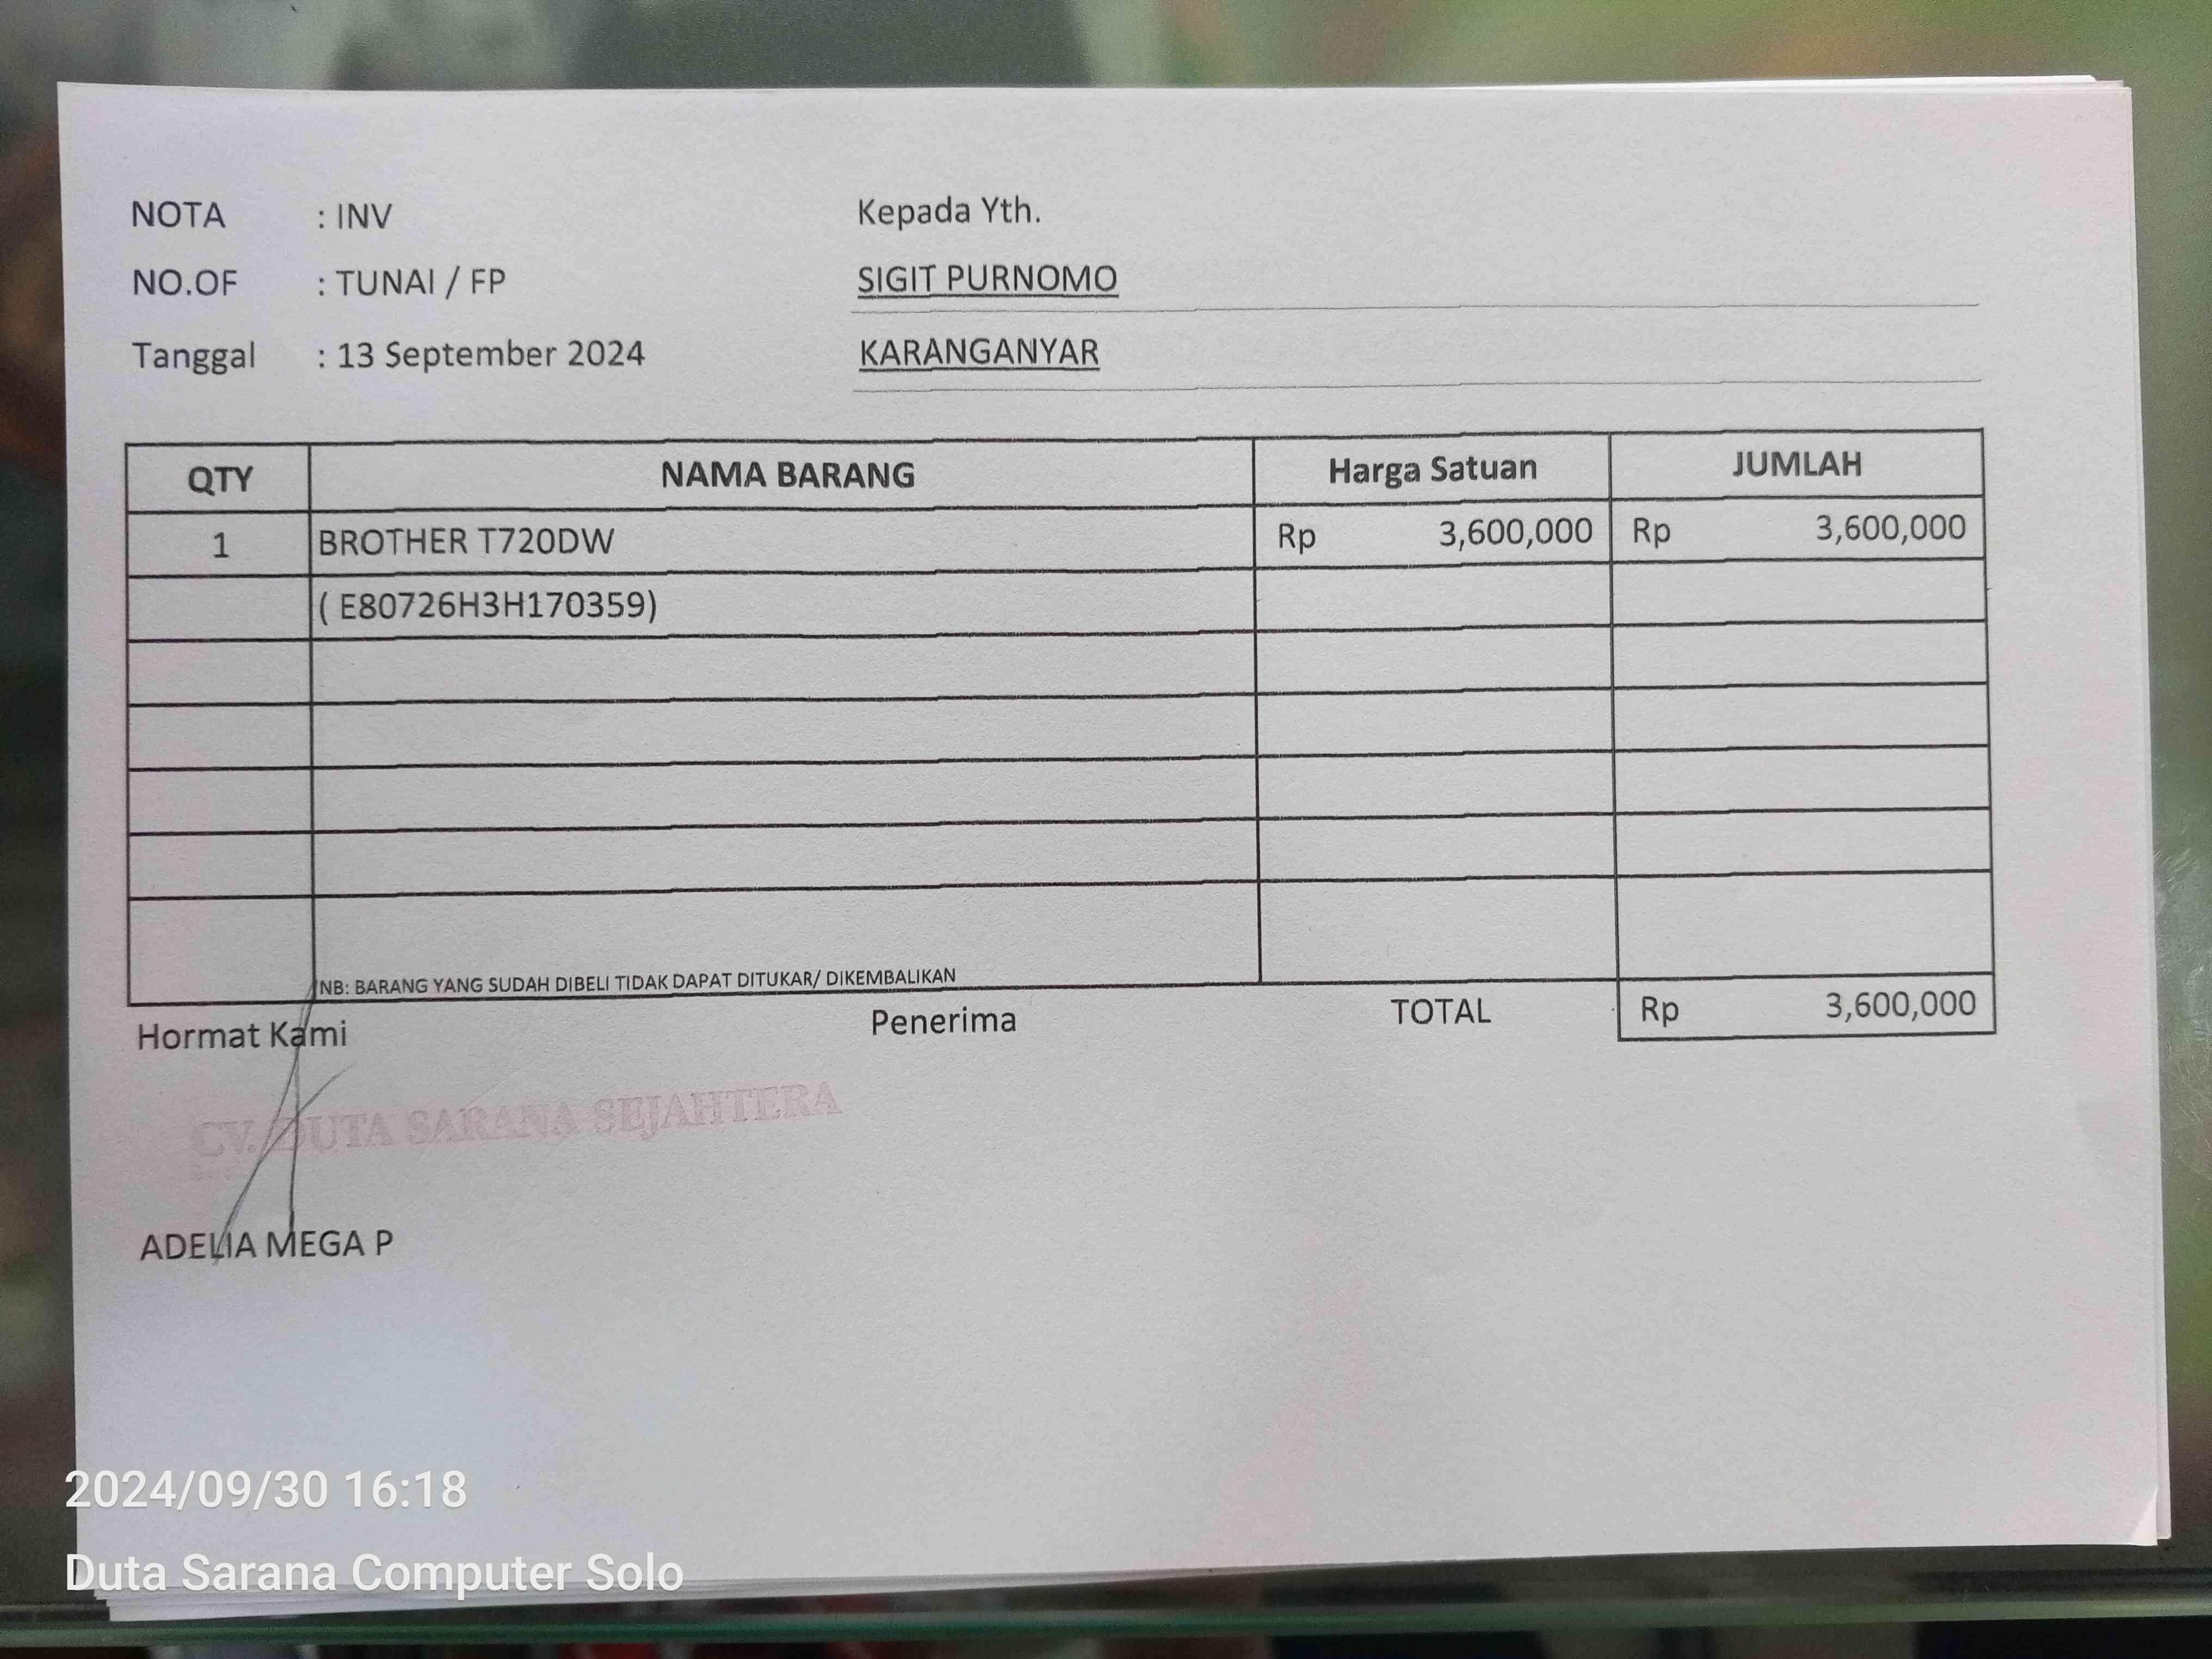 NOTA : INV Kepada Yth.
NO.OF : TUNAI / FP SIGIT PURNOMO
Tanggal : 13 September 2024 KARANGANYAR
QTY NAMA BARANG Harga Satuan JUMLAH
1 BROTHER T720DW Rp 3,600,000 Rp 3,600,000
( E80726H3H170359)
NB: BARANG YANG SUDAH DIBELI TIDAK DAPAT DITUKAR/ DIKEMBALIKAN
Hormat Kami Penerima TOTAL Rp 3,600,000
CV. DUTA SARANA SEJAHTERA
ADELIA MEGA P
2024/09/30 16:18
Duta Sarana Computer Solo